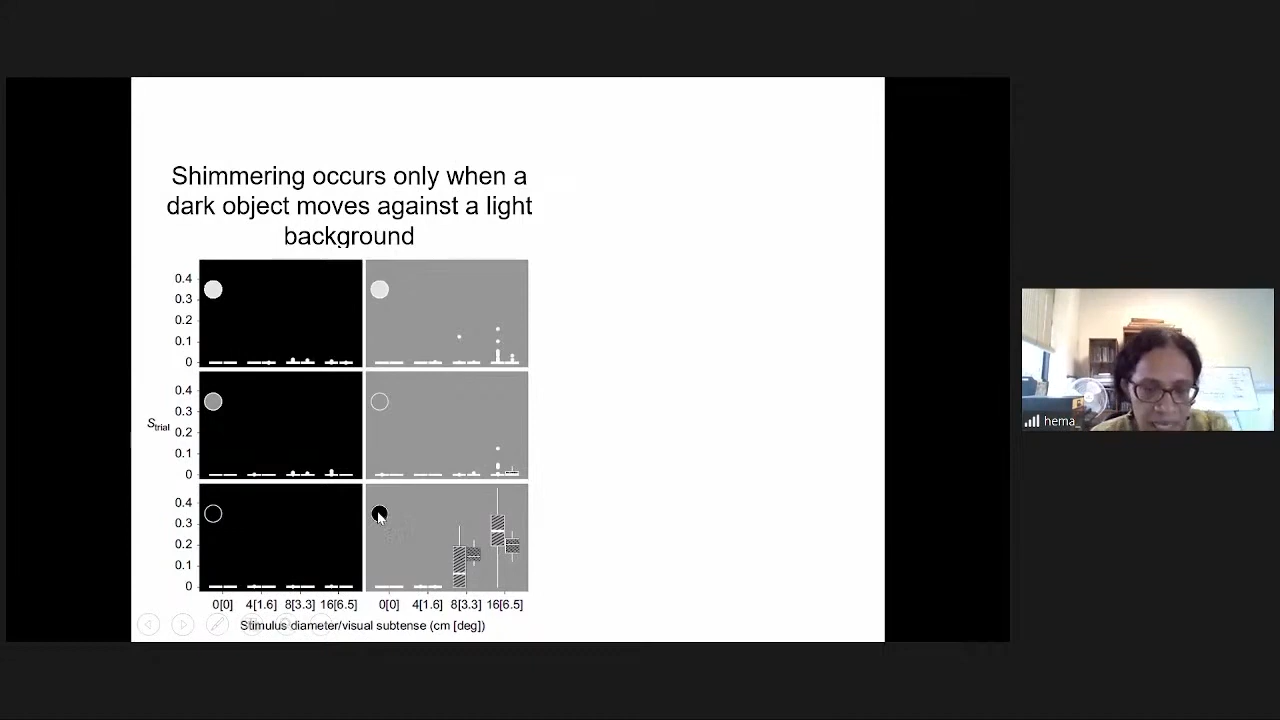 Shimmering occurs only when a
dark object moves against a light
background
0.4
0.3
0.2
0.1
0
0.4
0.3
0.2
0.1
0
S trial
0.4
0.3
0.2
0.1
0
0[0] 4[1.6] 8[3.3] 16[6.5] 0[0] 4[1.6] 8[3.3] 16[6.5]
Stimulus diameter/visual subtense (cm [deg])
hema_